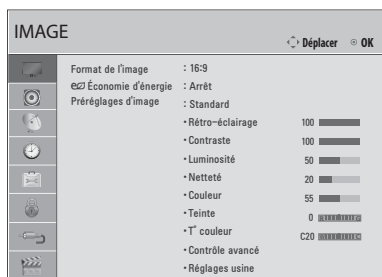 IMAGE
Déplacer OK
Format de l'image : 16:9
Économie d'énergie : Arrêt
Préréglages d'image : Standard
•Rétro-éclairage 100
•Contraste 100
•Luminosité 50
•Netteté 20
•Couleur 55
•Teinte 0
•T° couleur C20
•Contrôle avancé
•Réglages usine